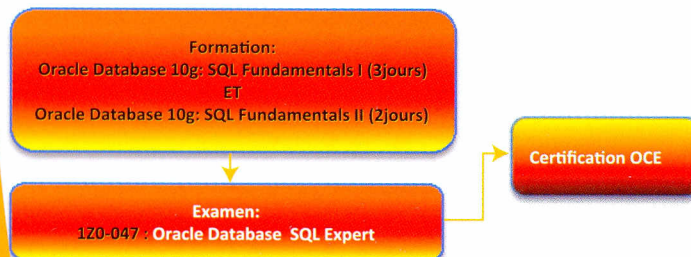 Formation:
Oracle Database 10g: SQL Fundamentals I (3jours)
ET
Oracle Database 10g: SQL Fundamentals II (2jours)
Examen:
1Z0-047 : Oracle Database SQL Expert
Certification OCE